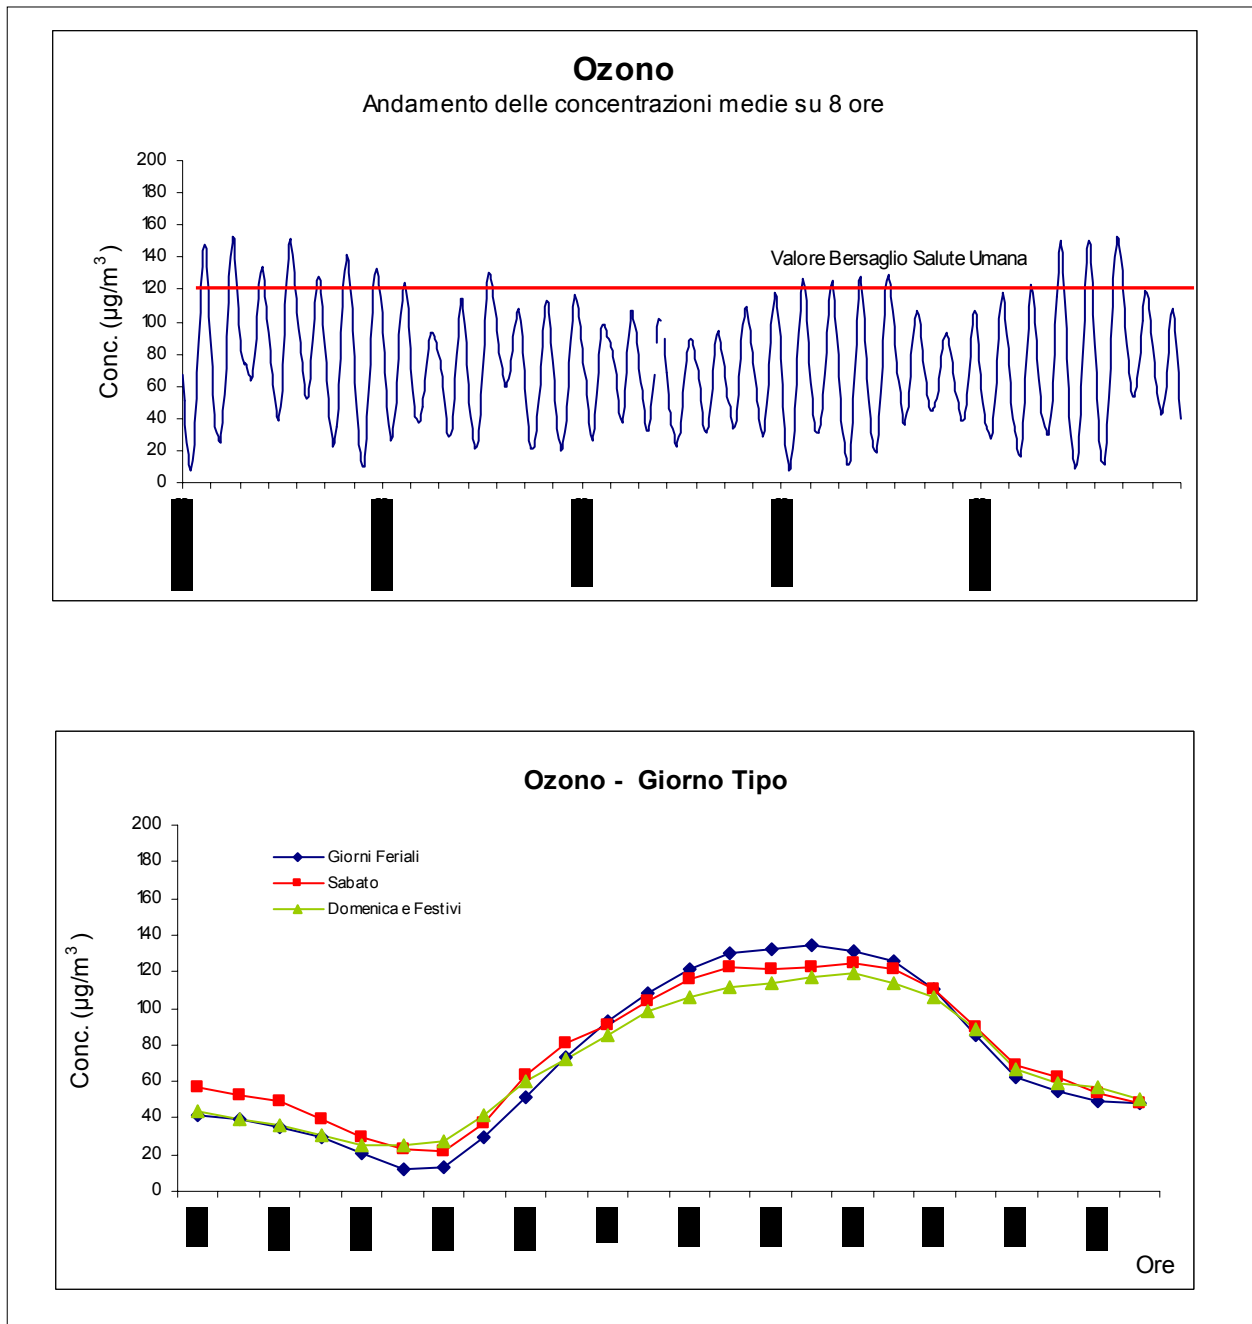 Ozono
Andamento delle concentrazioni medie su 8 ore
200
180
160
140
120
100
80
60
40
20
0
Conc. (µg/m³)
Valore Bersaglio Salute Umana
Ozono - Giorno Tipo
200
180
160
140
120
100
80
60
40
20
0
Conc. (µg/m³)
Giorni Feriali
Sabato
Domenica e Festivi
Ore